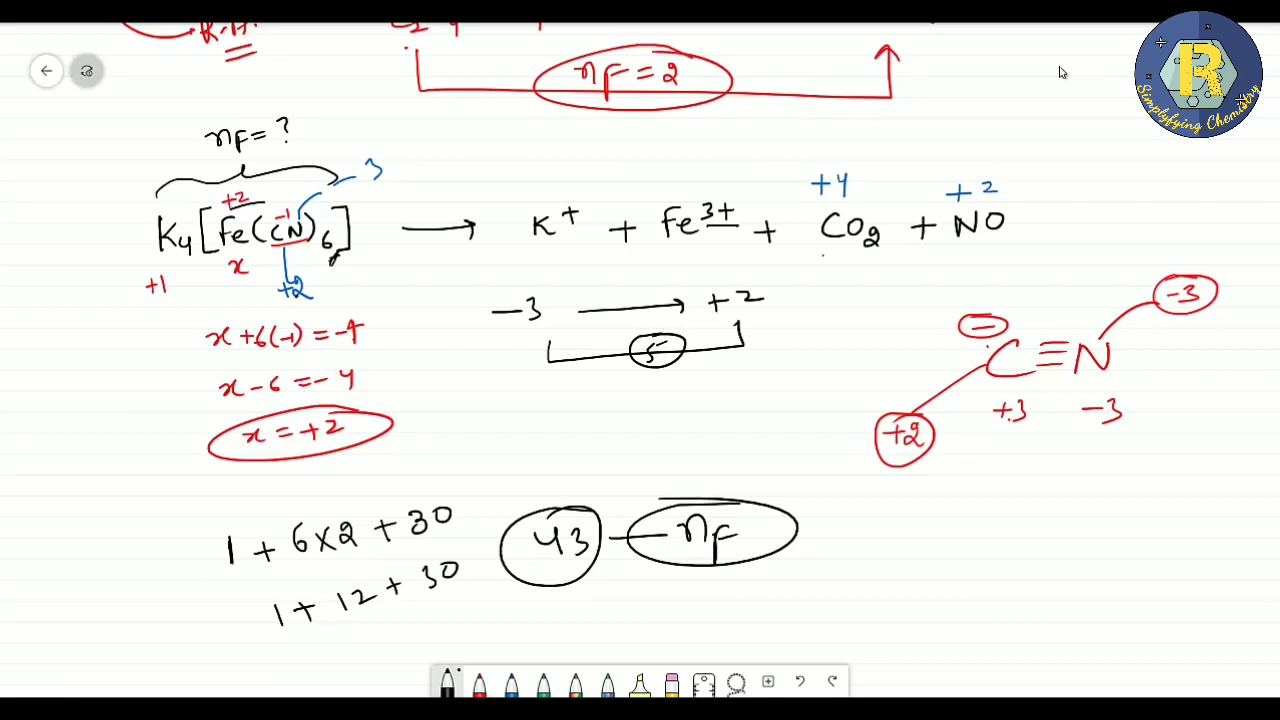 nF = 2
nF = ?
-3
+2
-1
+4
+2
K4[Fe(CN)6] → K+ + Fe3+ + CO2 + NO
+1
x
+2
-3 → +2
5
x + 6(-1) = -4
x - 6 = -4
x = +2
-
-3
C≡N
+3 -3
+2
1 + 6×2 + 30
43 — nF
1 + 12 + 30
R
Simplyfying Chemistry